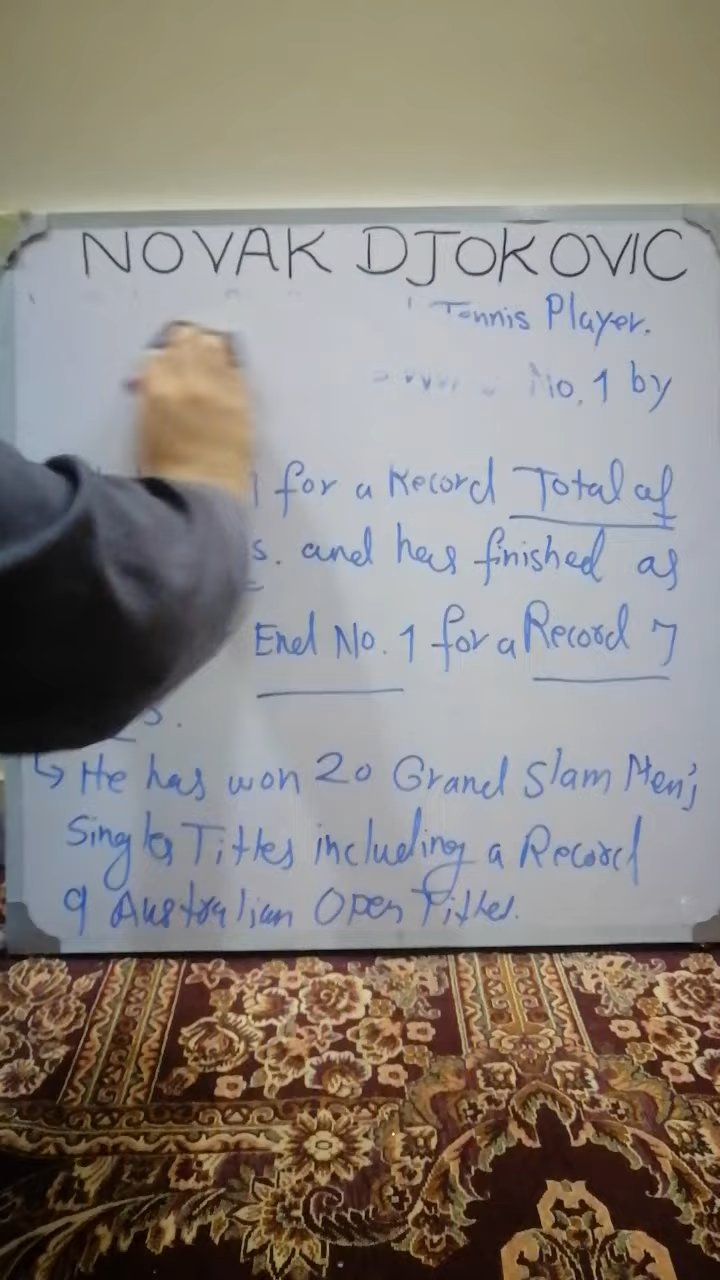 NOVAK DJOKOVIC
Tennis Player.
No. 1 by
for a Record Total of
s. and has finished as
End No. 1 for a Record 7
s.
↳ He has won 20 Grand Slam Men's
Singles Titles including a Record
9 Australian Open Titles.